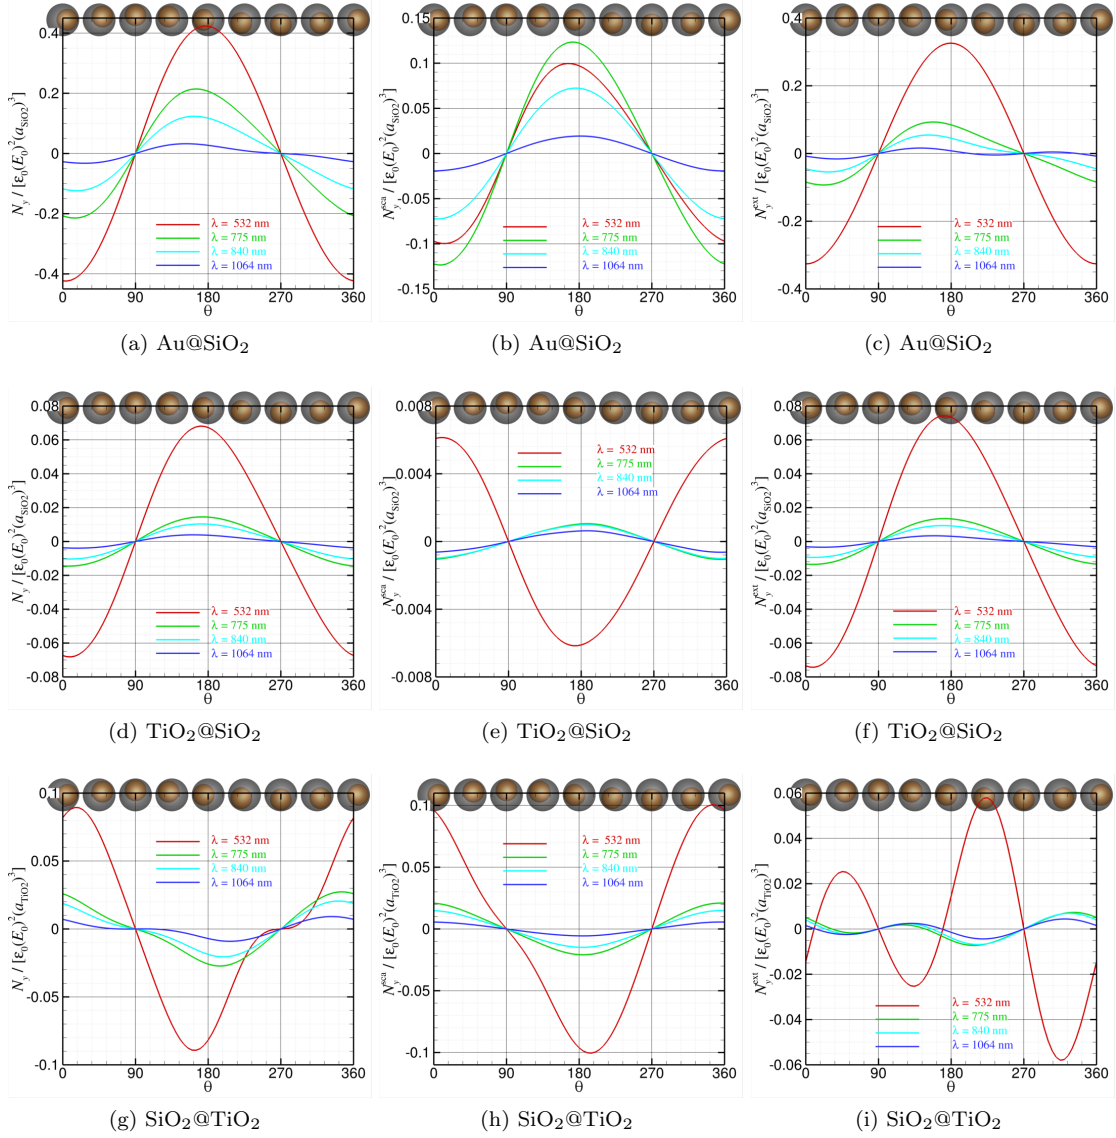 0.4
0.2
0
-0.2
-0.4
N_y / [ε_0(E_0)^2(a_SiO2)^3]
λ = 532 nm
λ = 775 nm
λ = 840 nm
λ = 1064 nm
0 90 180 270 360
θ
(a) Au@SiO2
0.15
0.1
0.05
0
-0.05
-0.1
-0.15
N_y^sca / [ε_0(E_0)^2(a_SiO2)^3]
λ = 532 nm
λ = 775 nm
λ = 840 nm
λ = 1064 nm
0 90 180 270 360
θ
(b) Au@SiO2
0.4
0.2
0
-0.2
-0.4
N_y^ext / [ε_0(E_0)^2(a_SiO2)^3]
λ = 532 nm
λ = 775 nm
λ = 840 nm
λ = 1064 nm
0 90 180 270 360
θ
(c) Au@SiO2
0.08
0.06
0.04
0.02
0
-0.02
-0.04
-0.06
-0.08
N_y / [ε_0(E_0)^2(a_SiO2)^3]
λ = 532 nm
λ = 775 nm
λ = 840 nm
λ = 1064 nm
0 90 180 270 360
θ
(d) TiO2@SiO2
0.008
0.004
0
-0.004
-0.008
N_y^sca / [ε_0(E_0)^2(a_SiO2)^3]
λ = 532 nm
λ = 775 nm
λ = 840 nm
λ = 1064 nm
0 90 180 270 360
θ
(e) TiO2@SiO2
0.08
0.06
0.04
0.02
0
-0.02
-0.04
-0.06
-0.08
N_y^ext / [ε_0(E_0)^2(a_SiO2)^3]
λ = 532 nm
λ = 775 nm
λ = 840 nm
λ = 1064 nm
0 90 180 270 360
θ
(f) TiO2@SiO2
0.1
0.05
0
-0.05
-0.1
N_y / [ε_0(E_0)^2(a_TiO2)^3]
λ = 532 nm
λ = 775 nm
λ = 840 nm
λ = 1064 nm
0 90 180 270 360
θ
(g) SiO2@TiO2
0.1
0.05
0
-0.05
-0.1
N_y^sca / [ε_0(E_0)^2(a_TiO2)^3]
λ = 532 nm
λ = 775 nm
λ = 840 nm
λ = 1064 nm
0 90 180 270 360
θ
(h) SiO2@TiO2
0.06
0.04
0.02
0
-0.02
-0.04
-0.06
N_y^ext / [ε_0(E_0)^2(a_TiO2)^3]
λ = 532 nm
λ = 775 nm
λ = 840 nm
λ = 1064 nm
0 90 180 270 360
θ
(i) SiO2@TiO2